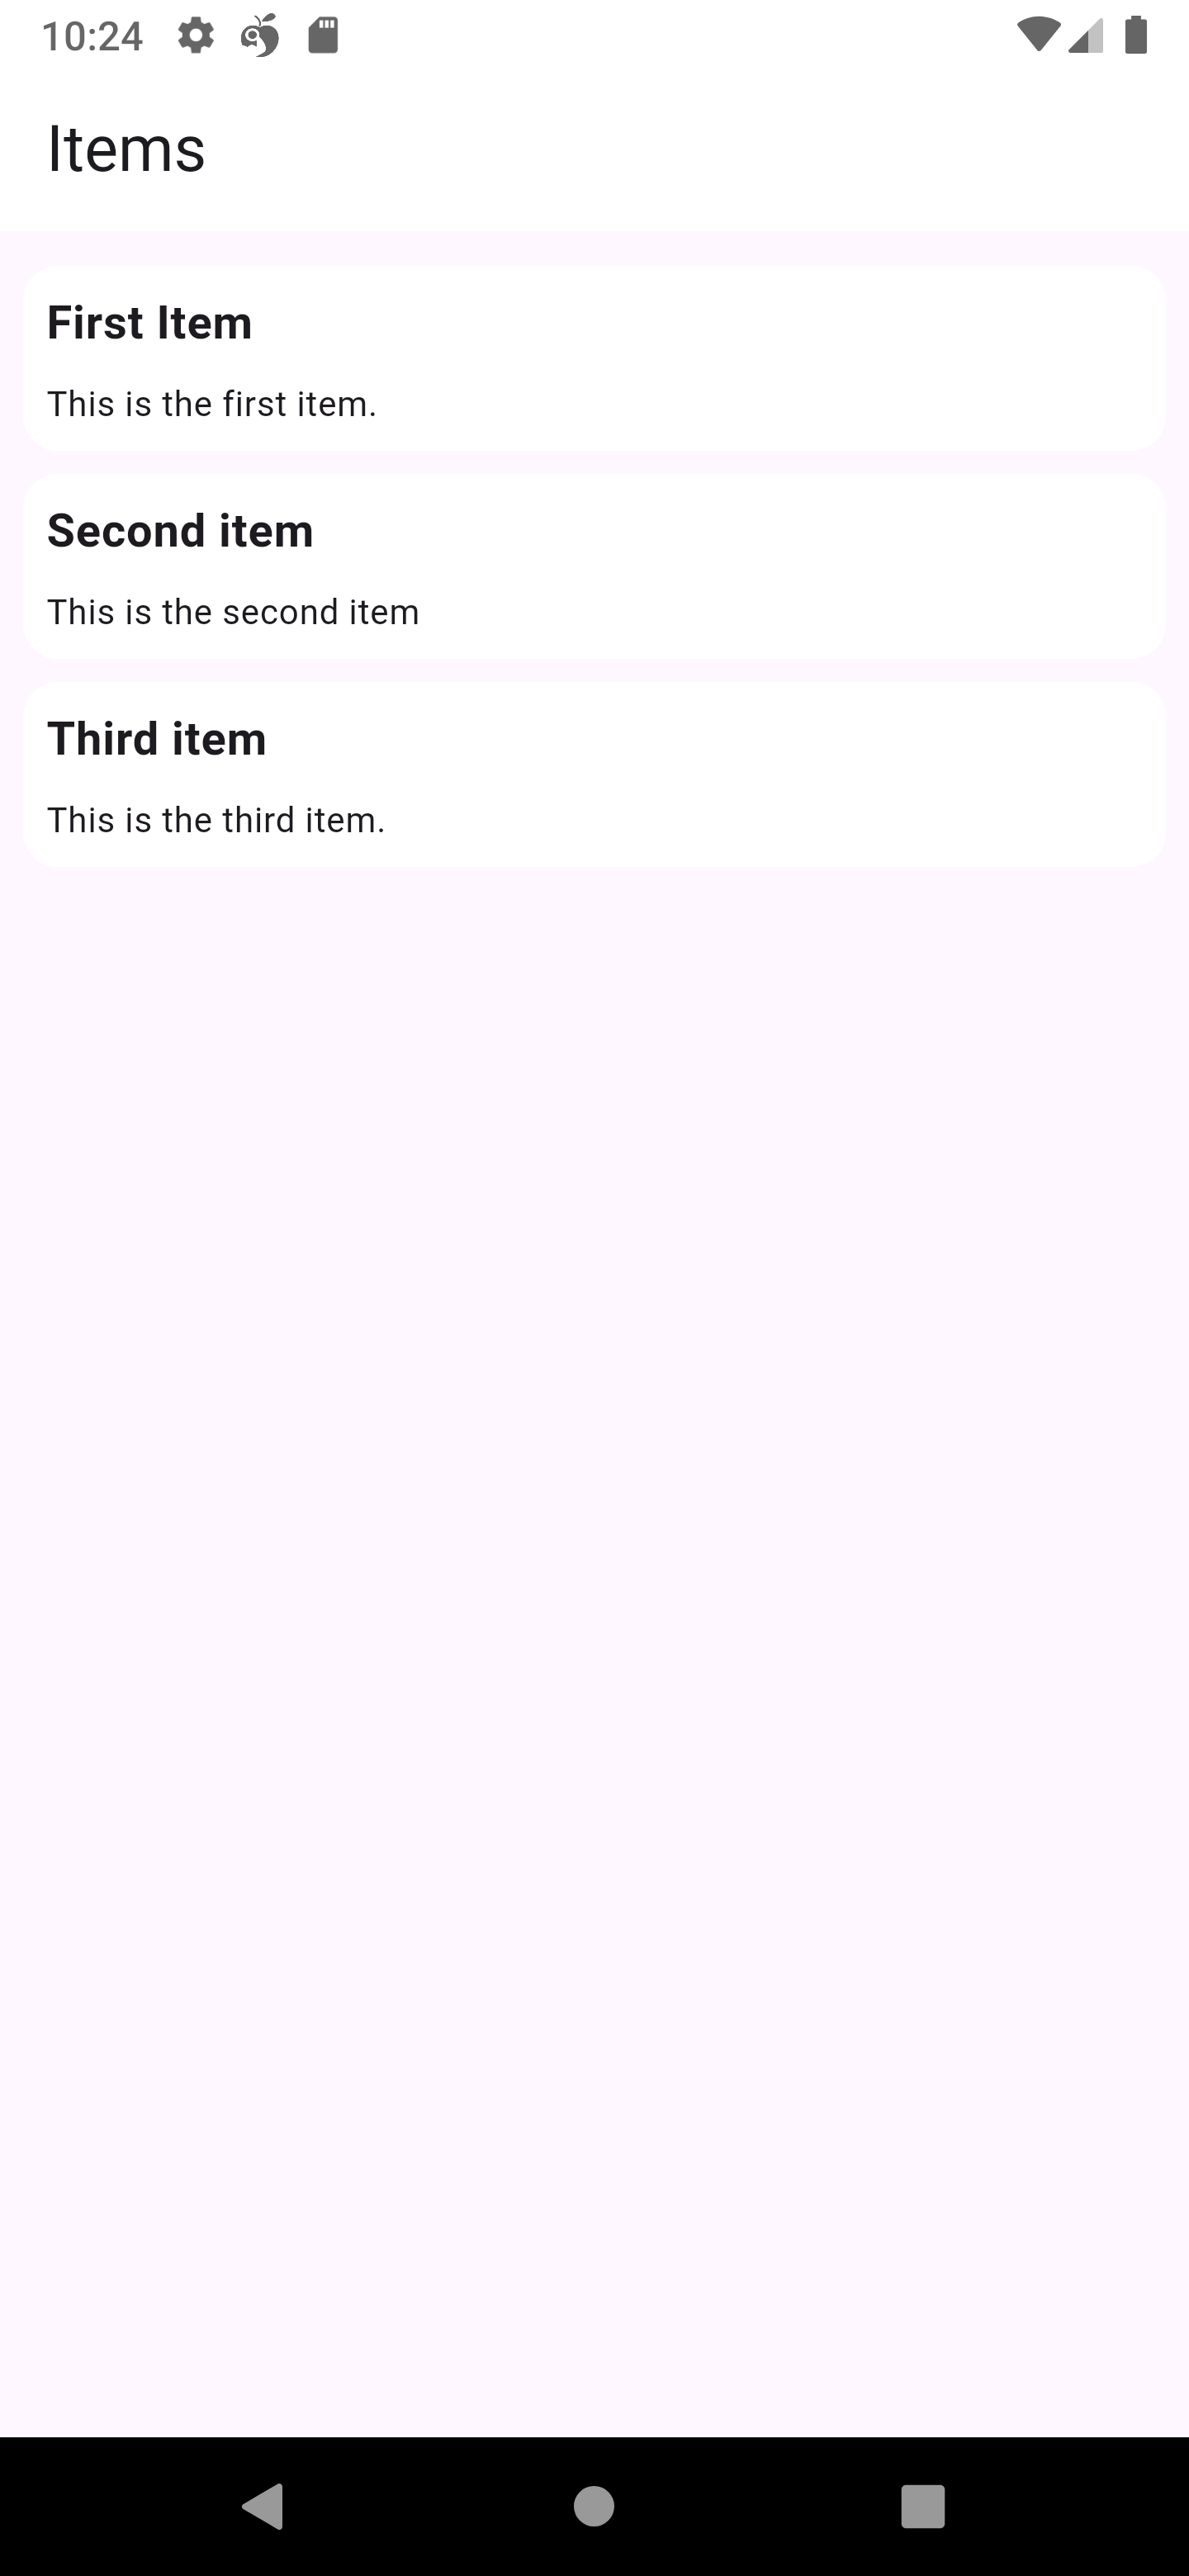 10:24
Items
First Item
This is the first item.
Second item
This is the second item
Third item
This is the third item.